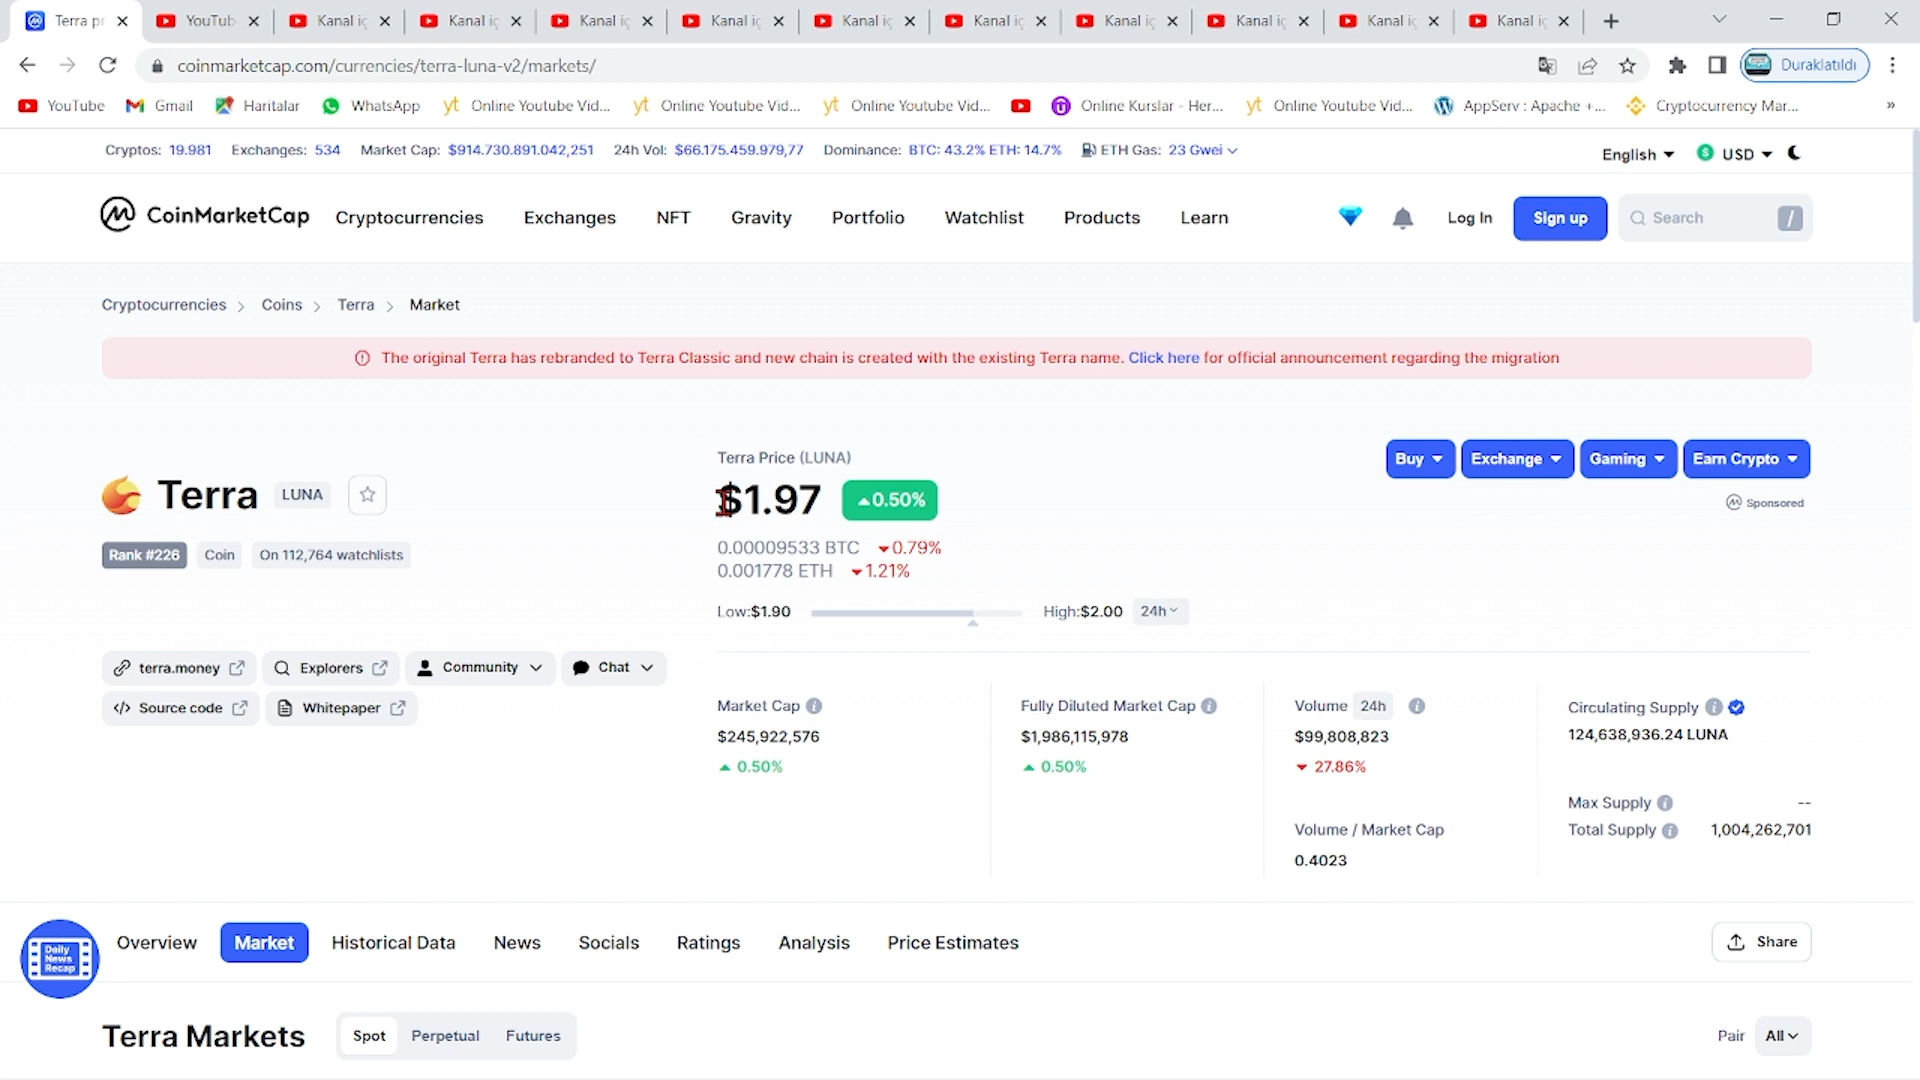 Terra pr YouTub Kanal iç Kanal iç Kanal iç Kanal iç Kanal iç Kanal iç Kanal iç Kanal iç Kanal iç Kanal iç
coinmarketcap.com/currencies/terra-luna-v2/markets/ Duraklatıldı
YouTube Gmail Haritalar WhatsApp yt Online Youtube Vid... yt Online Youtube Vid... yt Online Youtube Vid... Online Kurslar - Her... yt Online Youtube Vid... AppServ : Apache +... Cryptocurrency Mar... »
Cryptos: 19.981 Exchanges: 534 Market Cap: $914.730.891.042,251 24h Vol: $66.175.459.979,77 Dominance: BTC: 43.2% ETH: 14.7% ETH Gas: 23 Gwei English USD
CoinMarketCap Cryptocurrencies Exchanges NFT Gravity Portfolio Watchlist Products Learn Log In Sign up Search /
Cryptocurrencies > Coins > Terra > Market
The original Terra has rebranded to Terra Classic and new chain is created with the existing Terra name. Click here for official announcement regarding the migration
Terra LUNA
Rank #226 Coin On 112,764 watchlists
terra.money Explorers Community Chat
Source code Whitepaper
Terra Price (LUNA)
$1.97 0.50%
0.00009533 BTC 0.79%
0.001778 ETH 1.21%
Low:$1.90 High:$2.00 24h
Buy Exchange Gaming Earn Crypto
Sponsored
Market Cap
$245,922,576
0.50%
Fully Diluted Market Cap
$1,986,115,978
0.50%
Volume 24h
$99,808,823
27.86%
Volume / Market Cap
0.4023
Circulating Supply
124,638,936.24 LUNA
Max Supply --
Total Supply 1,004,262,701
Daily
News
Recap
Overview Market Historical Data News Socials Ratings Analysis Price Estimates Share
Terra Markets Spot Perpetual Futures Pair All